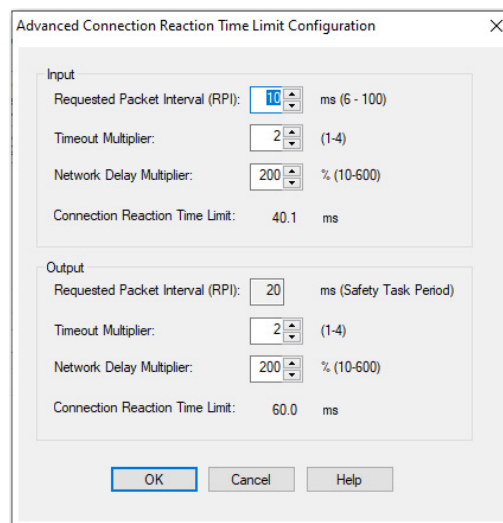 Advanced Connection Reaction Time Limit Configuration
Input
Requested Packet Interval (RPI): 10 ms (6 - 100)
Timeout Multiplier: 2 (1-4)
Network Delay Multiplier: 200 % (10-600)
Connection Reaction Time Limit: 40.1 ms
Output
Requested Packet Interval (RPI): 20 ms (Safety Task Period)
Timeout Multiplier: 2 (1-4)
Network Delay Multiplier: 200 % (10-600)
Connection Reaction Time Limit: 60.0 ms
OK Cancel Help